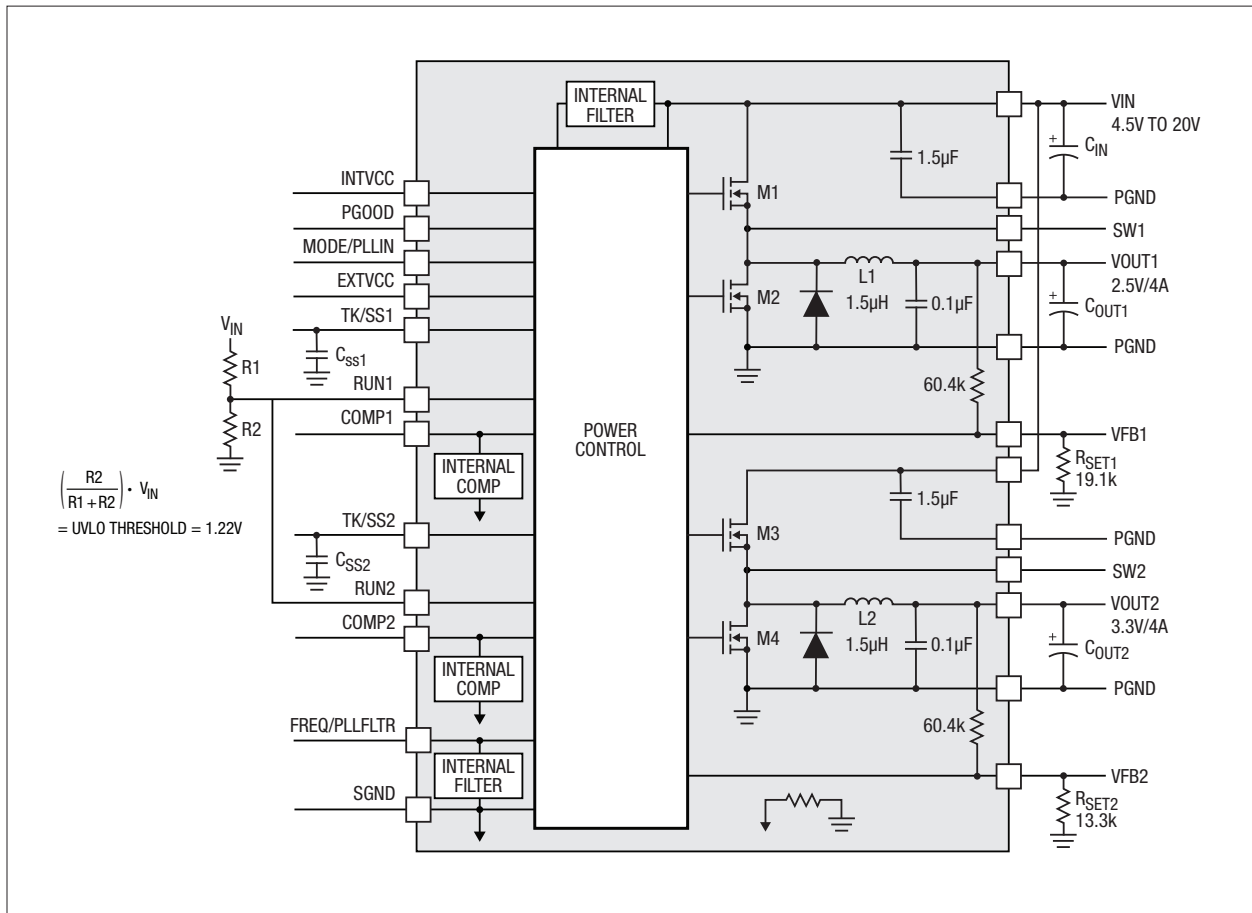 INTERNAL
FILTER
VIN
4.5V TO 20V
C_IN
+
1.5µF
INTVCC
M1
PGND
PGOOD
SW1
MODE/PLLIN
VOUT1
2.5V/4A
EXTVCC
M2
L1
1.5µH
0.1µF
+
C_OUT1
TK/SS1
V_IN
C_SS1
PGND
R1
RUN1
60.4k
R2
COMP1
POWER
CONTROL
VFB1
INTERNAL
COMP
R_SET1
19.1k
(R2/(R1+R2)) • V_IN
= UVLO THRESHOLD = 1.22V
1.5µF
TK/SS2
M3
PGND
C_SS2
SW2
RUN2
VOUT2
3.3V/4A
COMP2
M4
L2
1.5µH
0.1µF
+
C_OUT2
INTERNAL
COMP
PGND
FREQ/PLLFLTR
60.4k
INTERNAL
FILTER
VFB2
SGND
R_SET2
13.3k